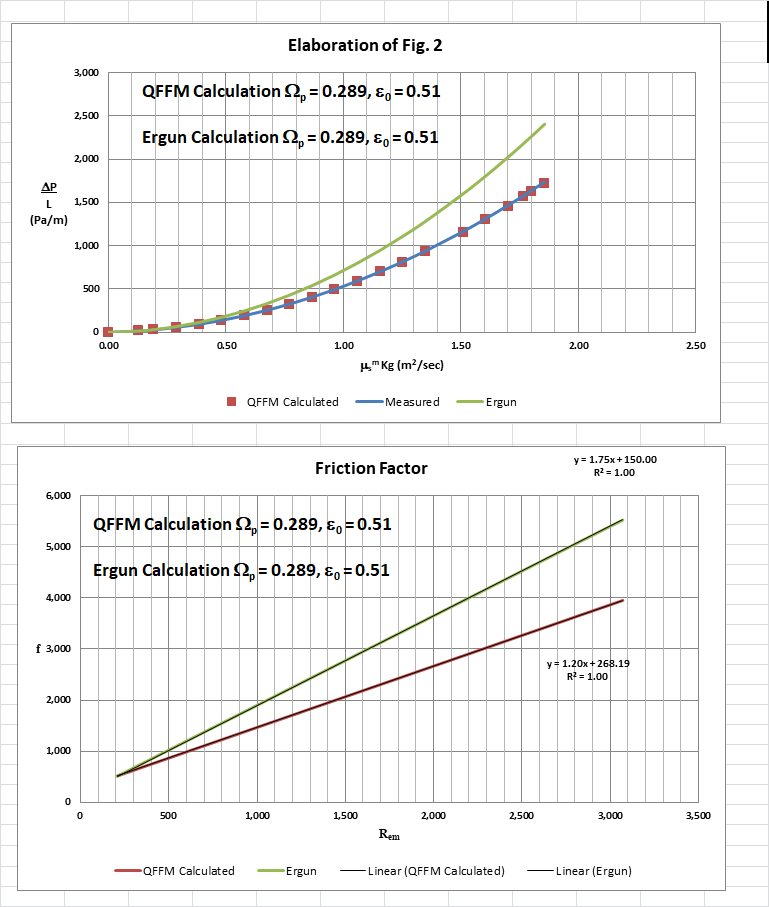 Elaboration of Fig. 2
QFFM Calculation Ωp = 0.289, ε0 = 0.51
Ergun Calculation Ωp = 0.289, ε0 = 0.51
3,000
2,500
2,000
1,500
1,000
500
0
ΔP
L
(Pa/m)
0.00 0.50 1.00 1.50 2.00 2.50
μsm Kg (m2/sec)
QFFM Calculated Measured Ergun
Friction Factor
y = 1.75x + 150.00
R² = 1.00
QFFM Calculation Ωp = 0.289, ε0 = 0.51
Ergun Calculation Ωp = 0.289, ε0 = 0.51
6,000
5,000
4,000
3,000
2,000
1,000
0
f
y = 1.20x + 268.19
R² = 1.00
0 500 1,000 1,500 2,000 2,500 3,000 3,500
Rem
QFFM Calculated Ergun Linear (QFFM Calculated) Linear (Ergun)